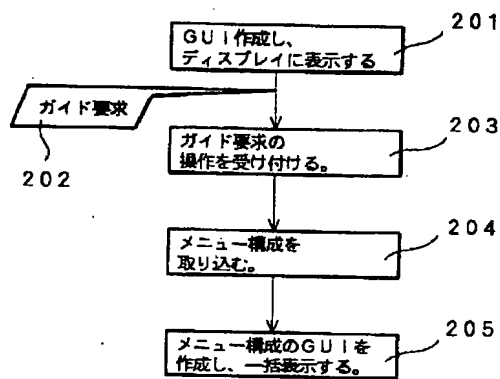 201
GUI作成し、
ディスプレイに表示する
ガイド要求
202
203
ガイド要求の
操作を受け付ける。
204
メニュー構成を
取り込む。
205
メニュー構成のGUIを
作成し、一括表示する。